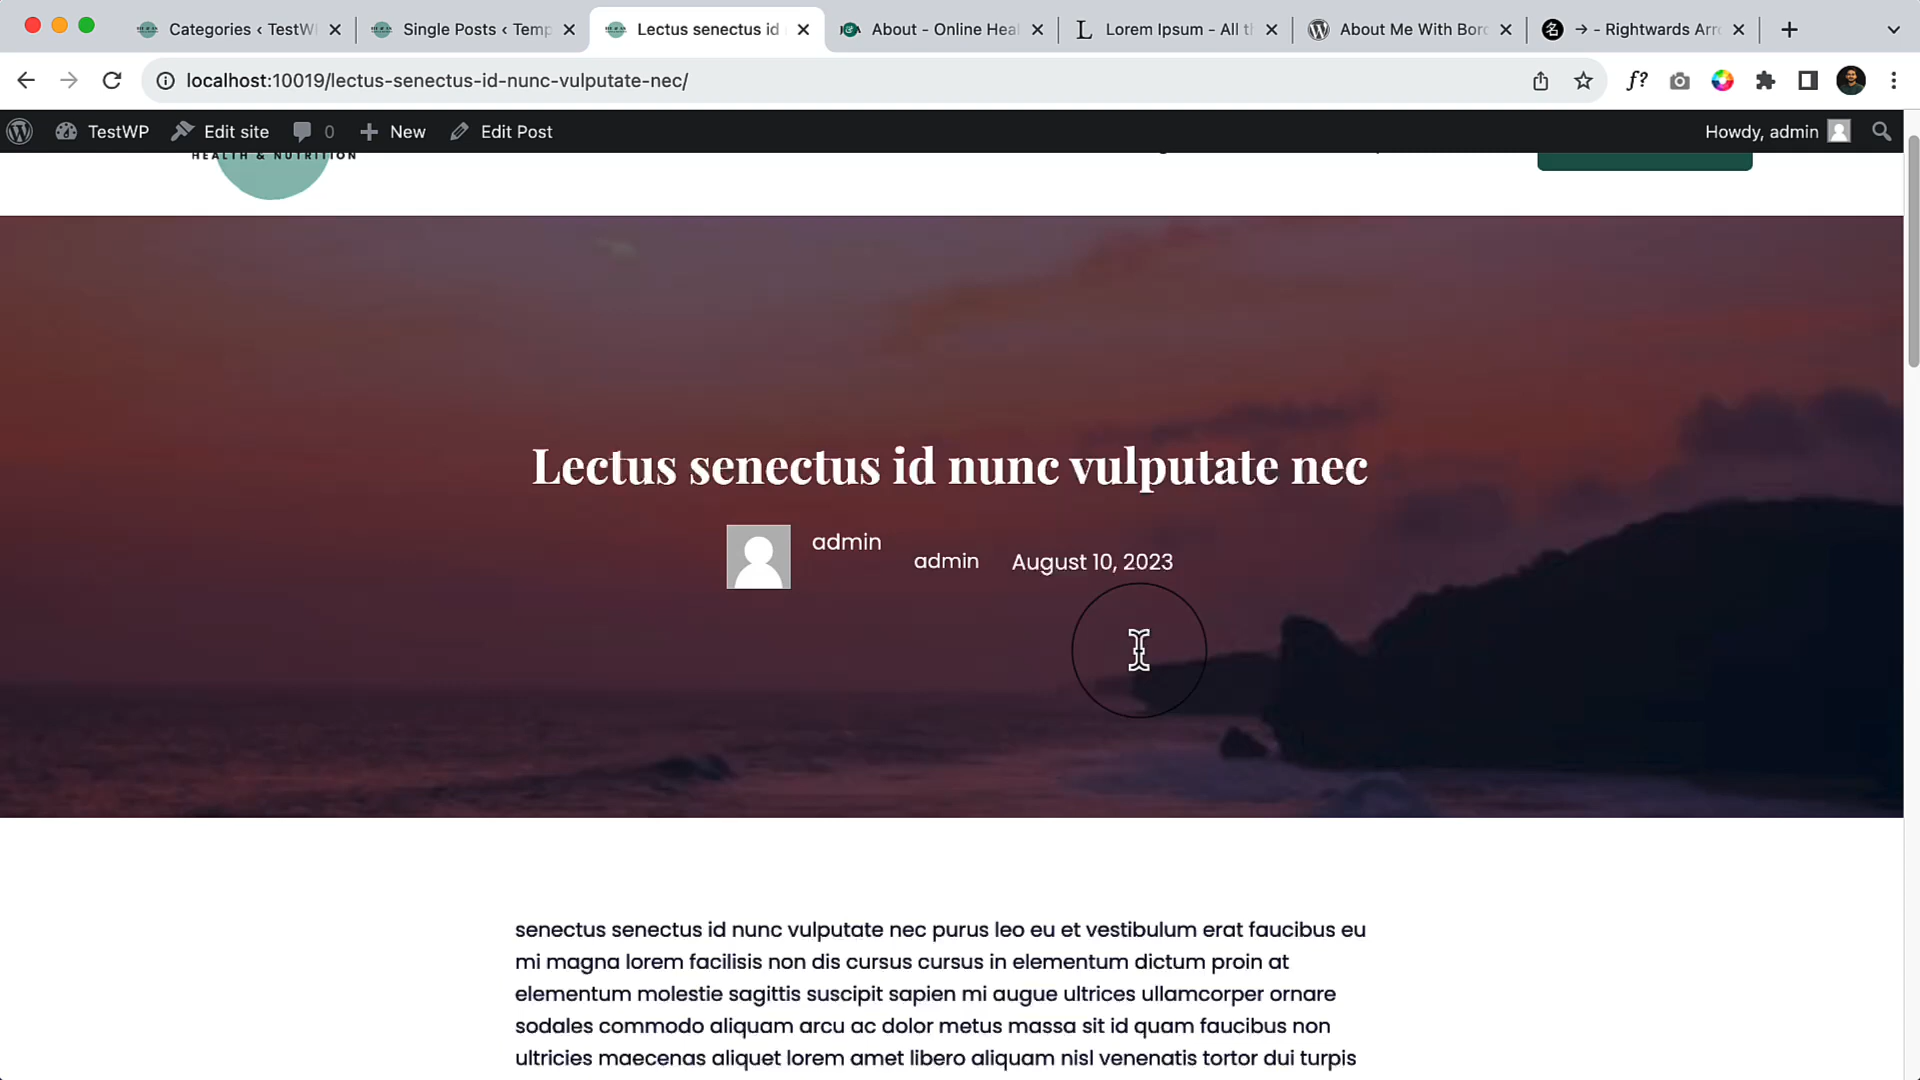 Categories ‹ TestW
Single Posts ‹ Temp
Lectus senectus id
About - Online Heal
Lorem Ipsum - All t
About Me With Bor
→ - Rightwards Arr
localhost:10019/lectus-senectus-id-nunc-vulputate-nec/
f?
TestWP
Edit site
0
New
Edit Post
Howdy, admin
HEALTH & NUTRITION
Lectus senectus id nunc vulputate nec
admin
admin
August 10, 2023
senectus senectus id nunc vulputate nec purus leo eu et vestibulum erat faucibus eu
mi magna lorem facilisis non dis cursus cursus in elementum dictum proin at
elementum molestie sagittis suscipit sapien mi augue ultrices ullamcorper ornare
sodales commodo aliquam arcu ac dolor metus massa sit id quam faucibus non
ultricies maecenas aliquet lorem amet libero aliquam nisl venenatis tortor dui turpis